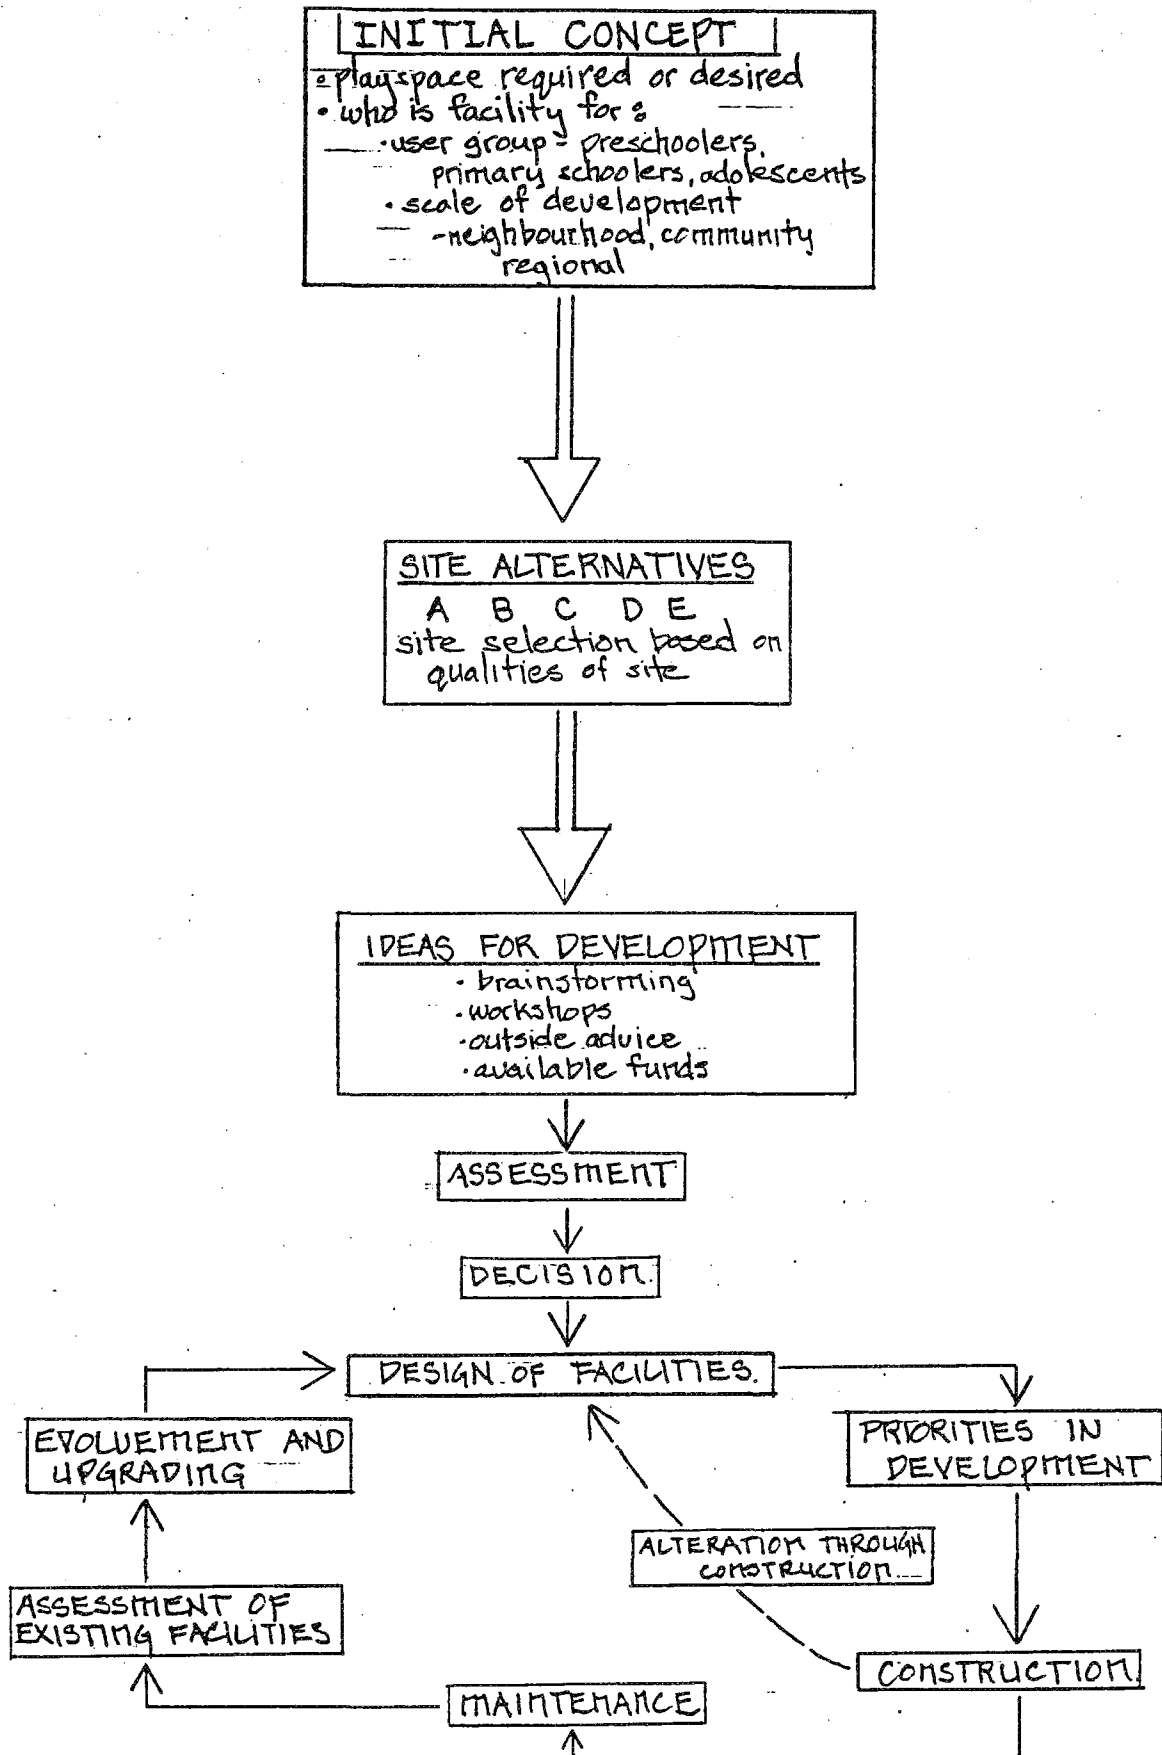 INITIAL CONCEPT
• playspace required or desired
• who is facility for :
• user group - preschoolers,
primary schoolers, adolescents
• scale of development
- neighbourhood, community
regional
SITE ALTERNATIVES
A B C D E
site selection based on
qualities of site
IDEAS FOR DEVELOPMENT
• brainstorming
• workshops
• outside advice
• available funds
ASSESSMENT
DECISION.
DESIGN OF FACILITIES.
EVOLVEMENT AND
UPGRADING
PRIORITIES IN
DEVELOPMENT
ALTERATION THROUGH
CONSTRUCTION
ASSESSMENT OF
EXISTING FACILITIES
CONSTRUCTION
MAINTENANCE